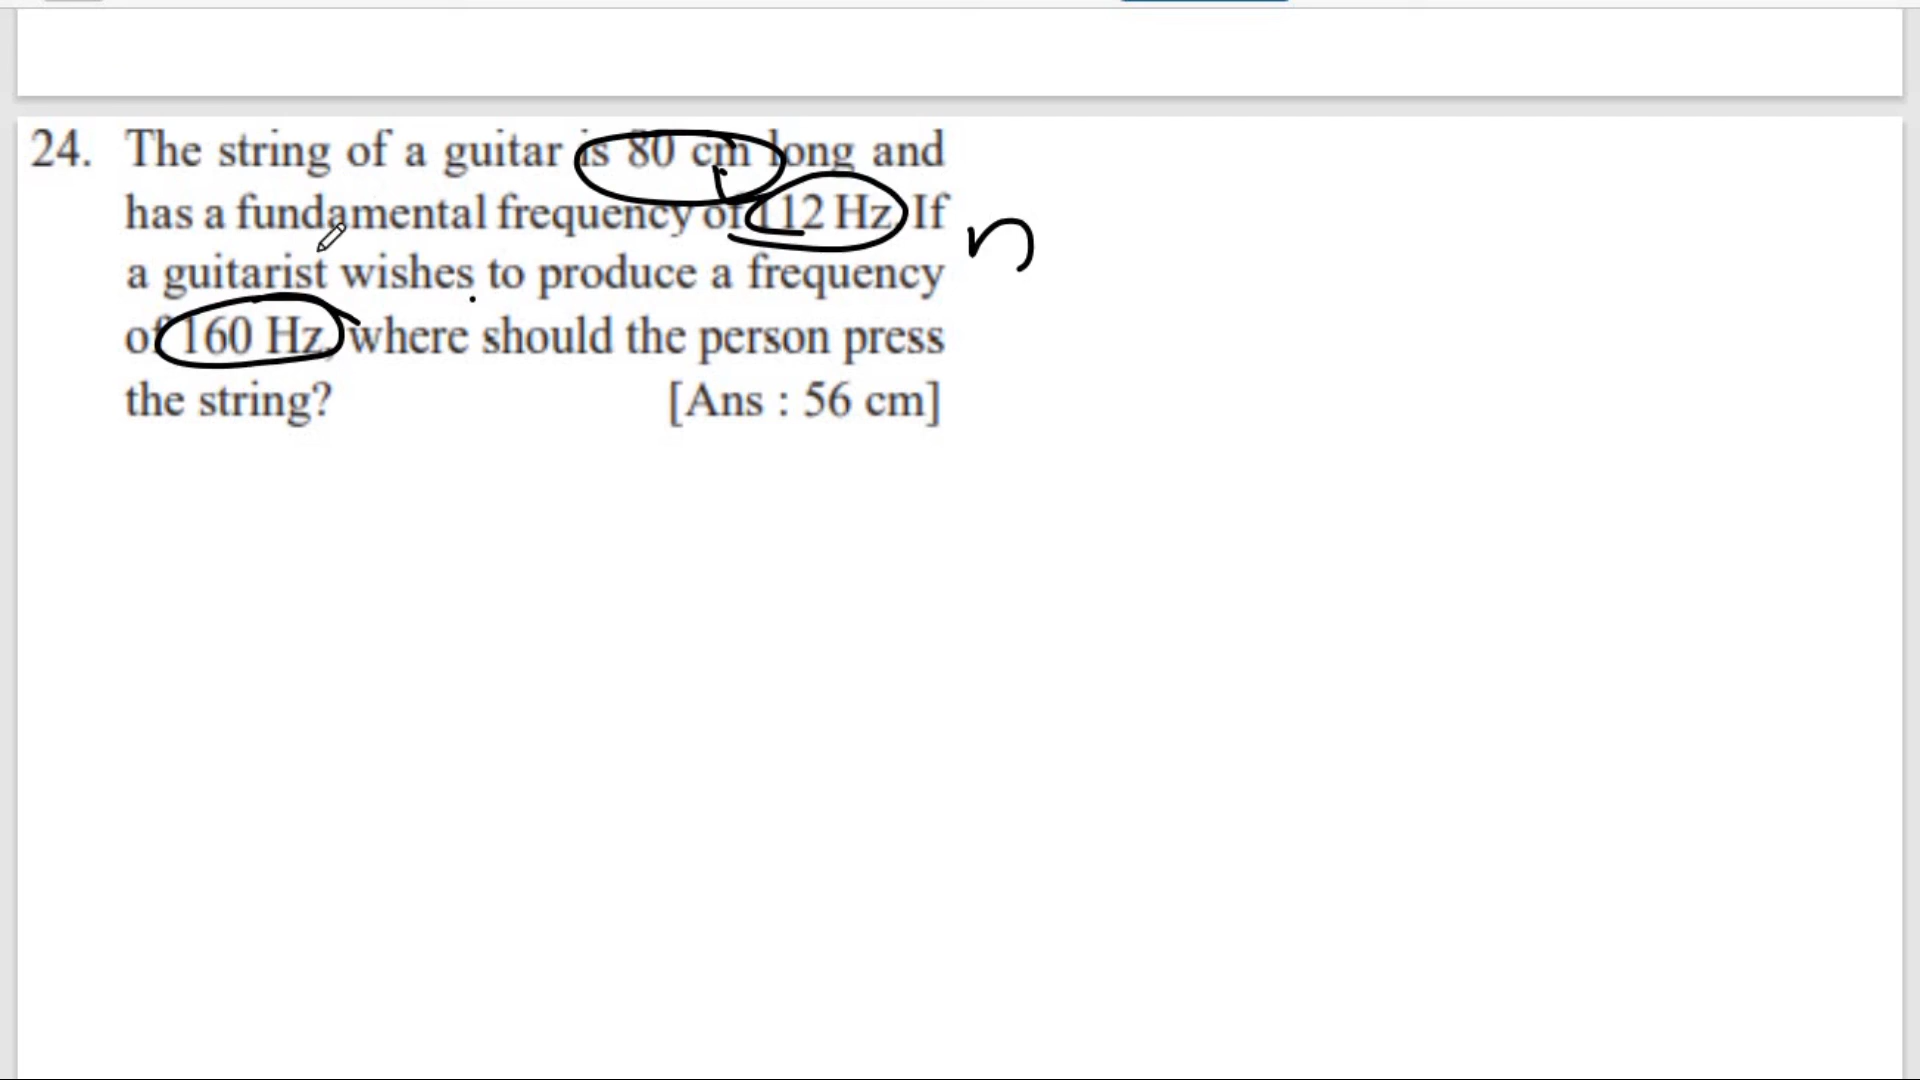 24. The string of a guitar is 80 cm long and
has a fundamental frequency of 112 Hz. If
a guitarist wishes to produce a frequency
of 160 Hz, where should the person press
the string? [Ans : 56 cm]
n